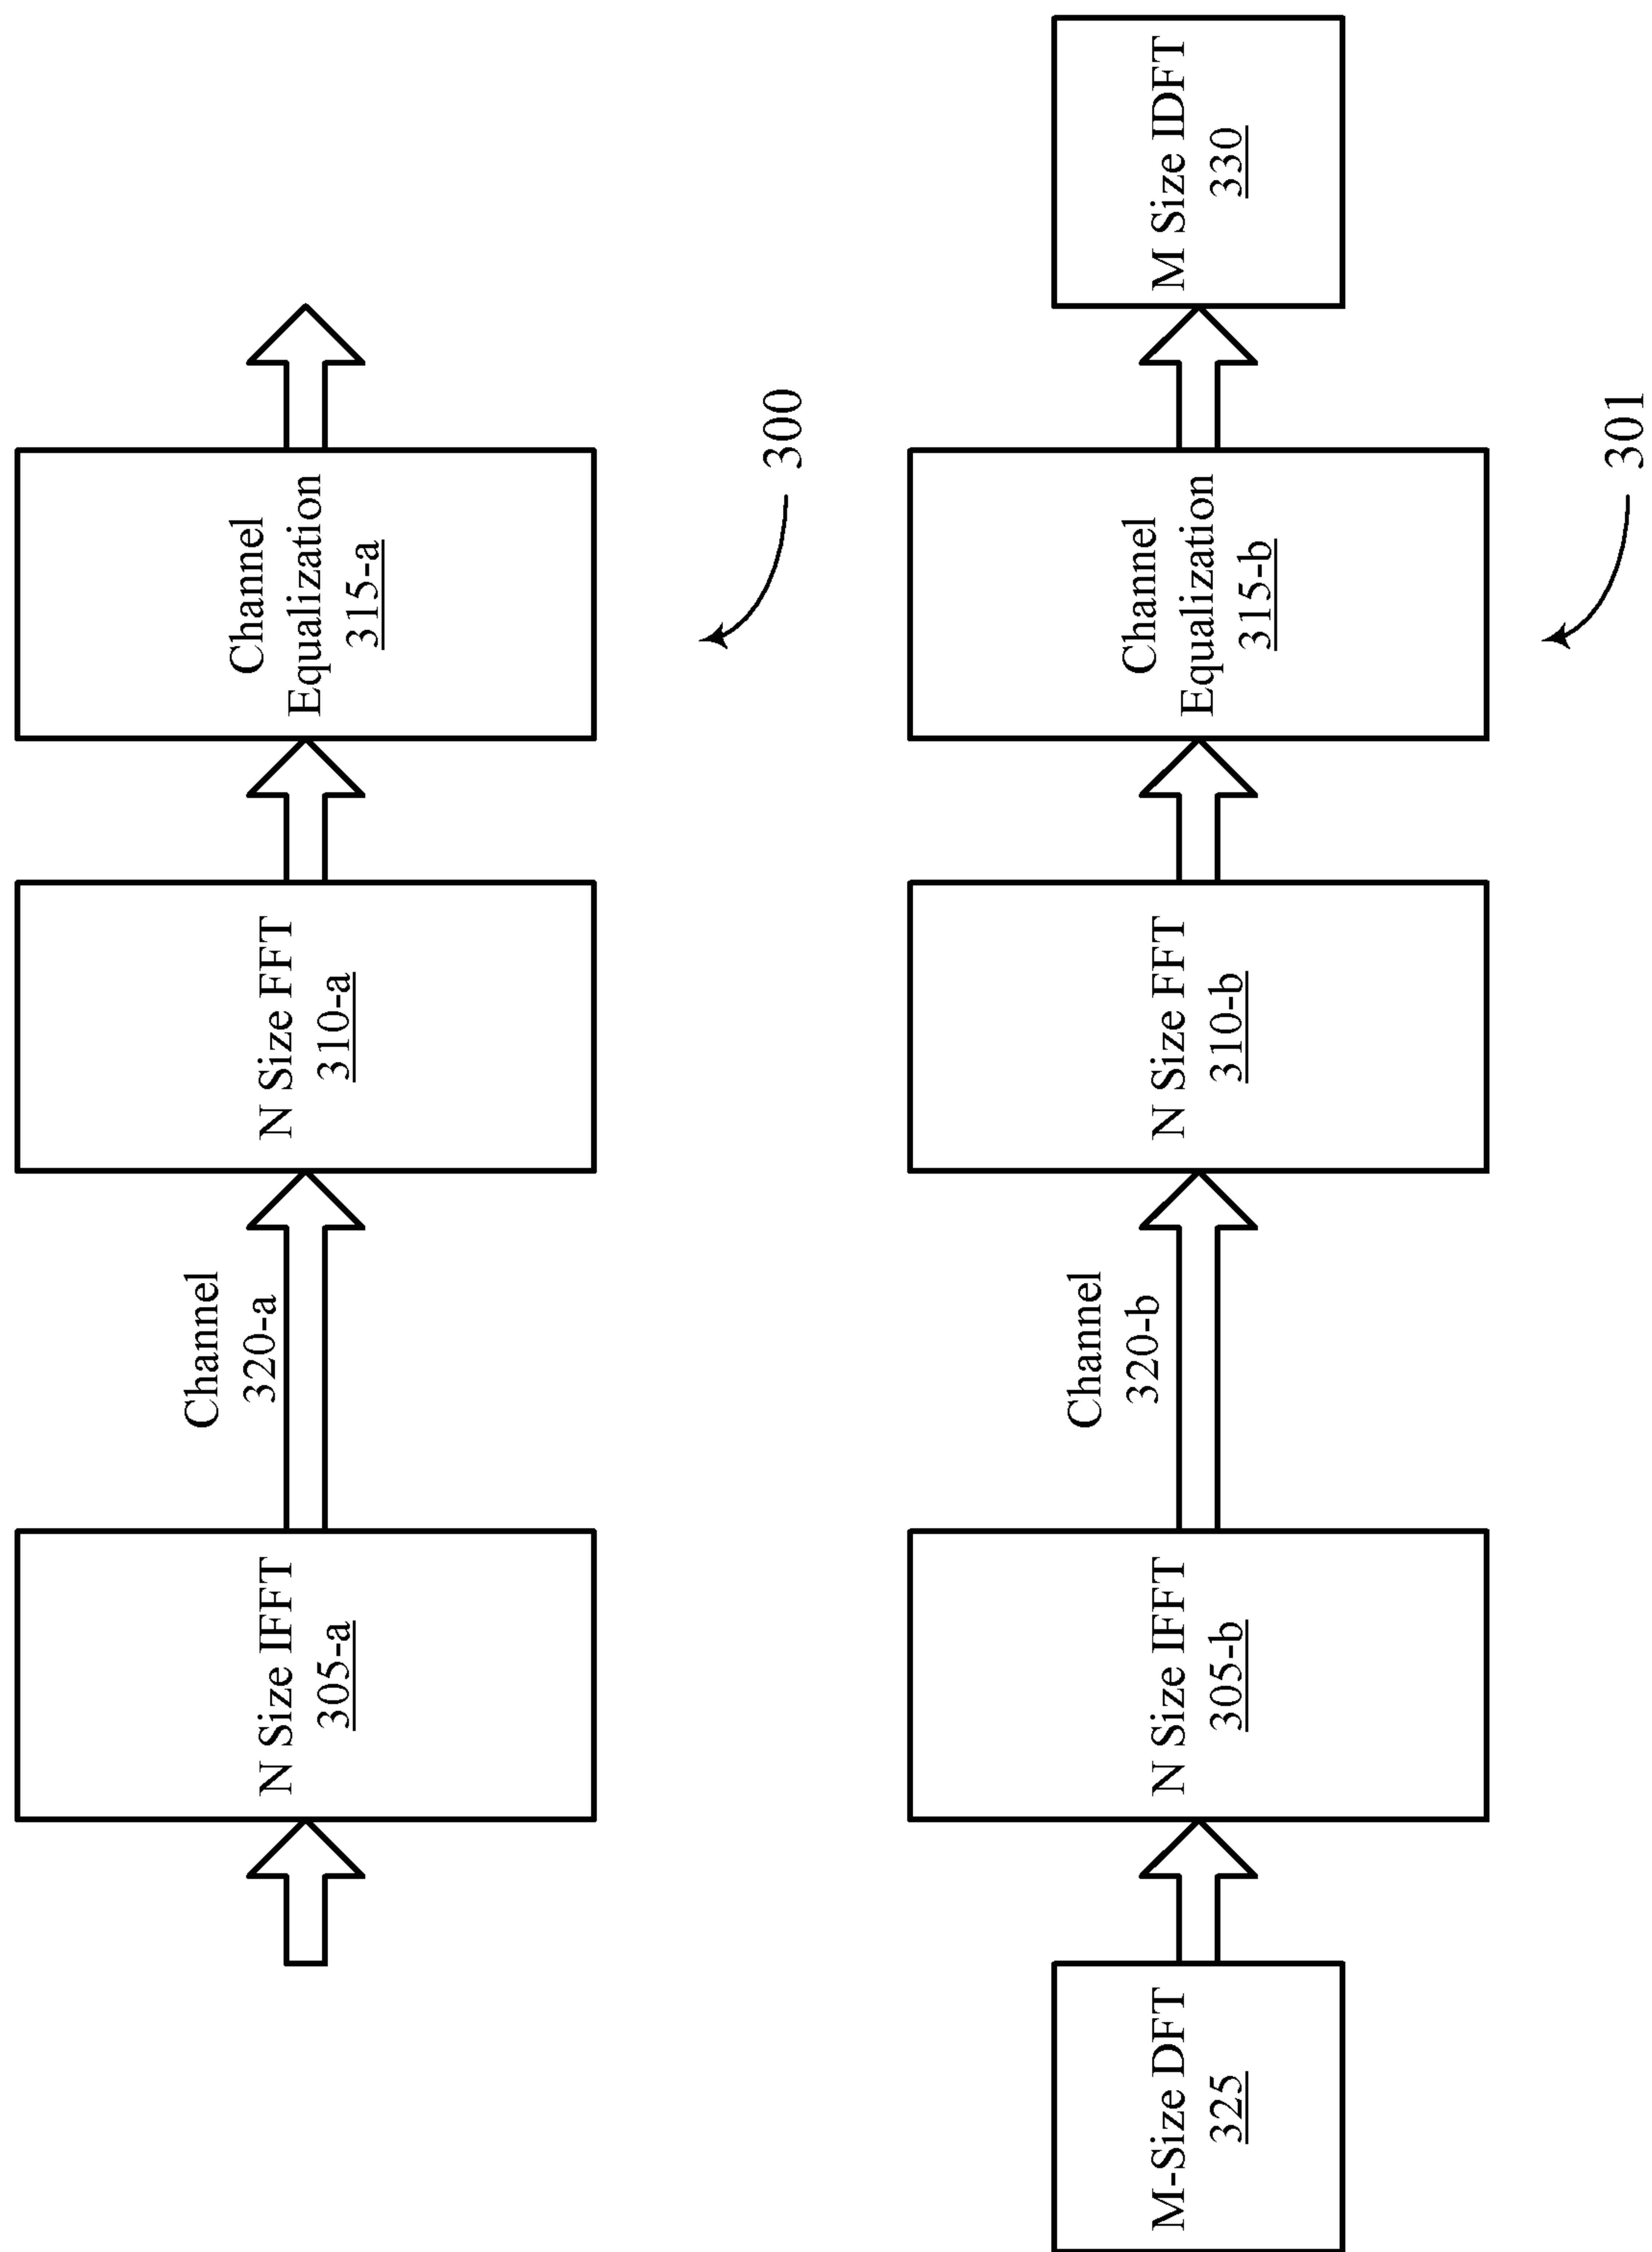 N Size IFFT
305-a
Channel
320-a
N Size FFT
310-a
Channel
Equalization
315-a
300
M-Size DFT
325
N Size IFFT
305-b
Channel
320-b
N Size FFT
310-b
Channel
Equalization
315-b
M Size IDFT
330
301